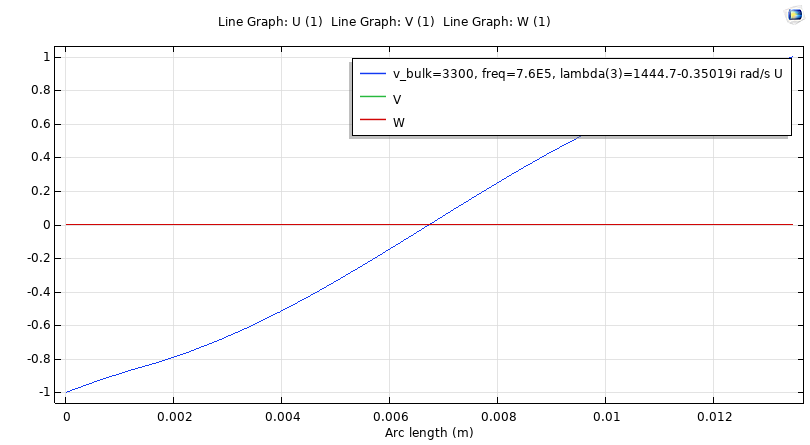 Line Graph: U (1) Line Graph: V (1) Line Graph: W (1)
1
0.8
0.6
0.4
0.2
0
-0.2
-0.4
-0.6
-0.8
-1
v_bulk=3300, freq=7.6E5, lambda(3)=1444.7-0.35019i rad/s U
V
W
0 0.002 0.004 0.006 0.008 0.01 0.012
Arc length (m)